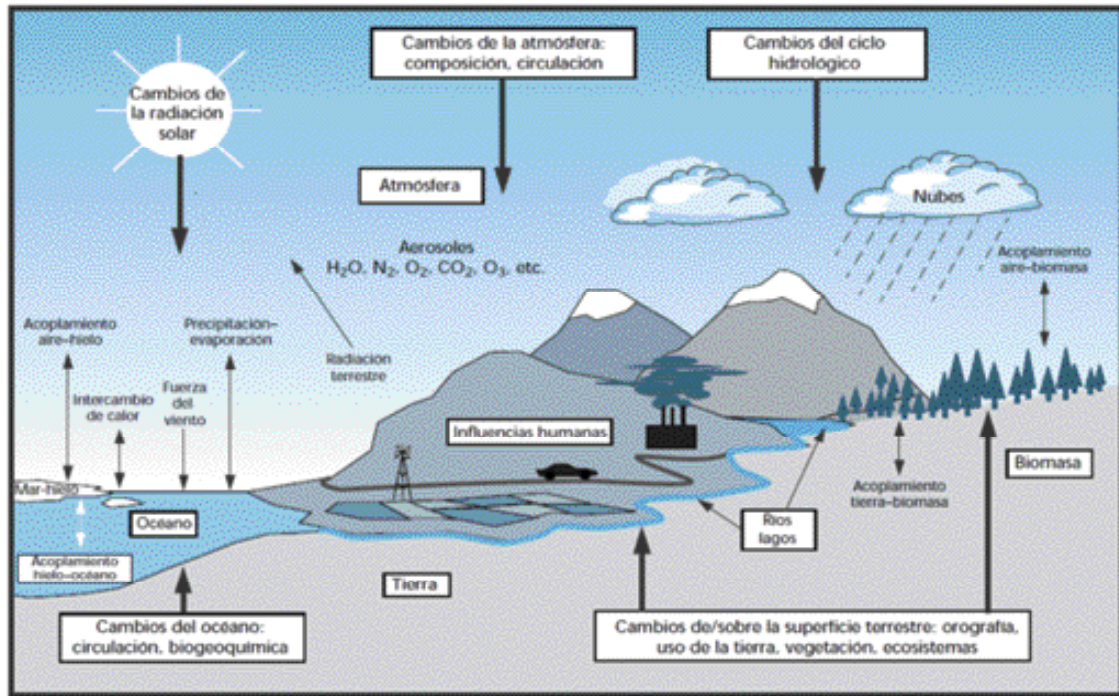 Cambios de la atmósfera:
composición, circulación
Cambios del ciclo
hidrológico
Cambios de
la radiación
solar
Atmósfera
Nubes
Aerosoles
H₂O, N₂, O₂, CO₂, O₃, etc.
Acoplamiento
aire-biomasa
Acoplamiento
aire-hielo
Precipitación-
evaporación
Radiación
terrestre
Intercambio
de calor
Fuerza
del
viento
Influencias humanas
Mar-hielo
Océano
Biomasa
Acoplamiento
tierra-biomasa
Ríos
lagos
Acoplamiento
hielo-océano
Tierra
Cambios del océano:
circulación, biogeoquímica
Cambios de/sobre la superficie terrestre: orografía,
uso de la tierra, vegetación, ecosistemas